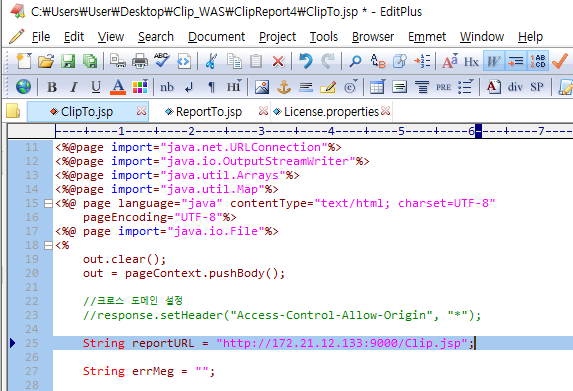 C:\Users\User\Desktop\Clip_WAS\ClipReport4\ClipTo.jsp * - EditPlus
File Edit View Search Document Project Tools Browser Emmet Window Help
ABC Aa Hx W AB CD
B I U A nb ¶ HI PRE A div SP
ClipTo.jsp ReportTo.jsp License.properties
----+----1----+----2----+----3----+----4----+----5----+----6----+----7---
11 <%@page import="java.net.URLConnection"%>
12 <%@page import="java.io.OutputStreamWriter"%>
13 <%@page import="java.util.Arrays"%>
14 <%@page import="java.util.Map"%>
15 <%@ page language="java" contentType="text/html; charset=UTF-8"
16 pageEncoding="UTF-8"%>
17 <%@ page import="java.io.File"%>
18 <%
19 out.clear();
20 out = pageContext.pushBody();
21
22 //크로스 도메인 설정
23 //response.setHeader("Access-Control-Allow-Origin", "*");
24
25 String reportURL = "http://172.21.12.133:9000/Clip.jsp";
26
27 String errMeg = "";